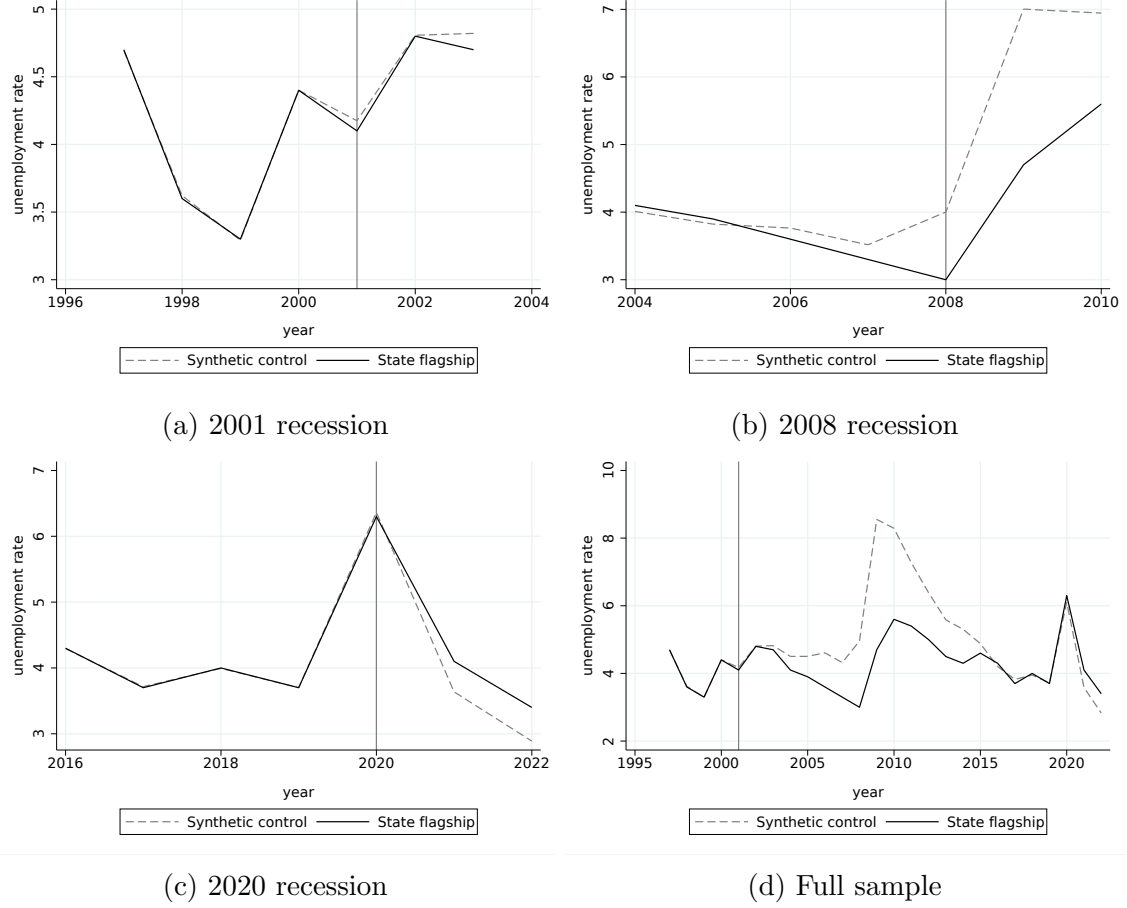 5
4.5
4
3.5
3
unemployment rate
1996 1998 2000 2002 2004
year
Synthetic control State flagship
(a) 2001 recession
7
6
5
4
3
unemployment rate
2004 2006 2008 2010
year
Synthetic control State flagship
(b) 2008 recession
7
6
5
4
3
unemployment rate
2016 2018 2020 2022
year
Synthetic control State flagship
(c) 2020 recession
10
8
6
4
2
unemployment rate
1995 2000 2005 2010 2015 2020
year
Synthetic control State flagship
(d) Full sample